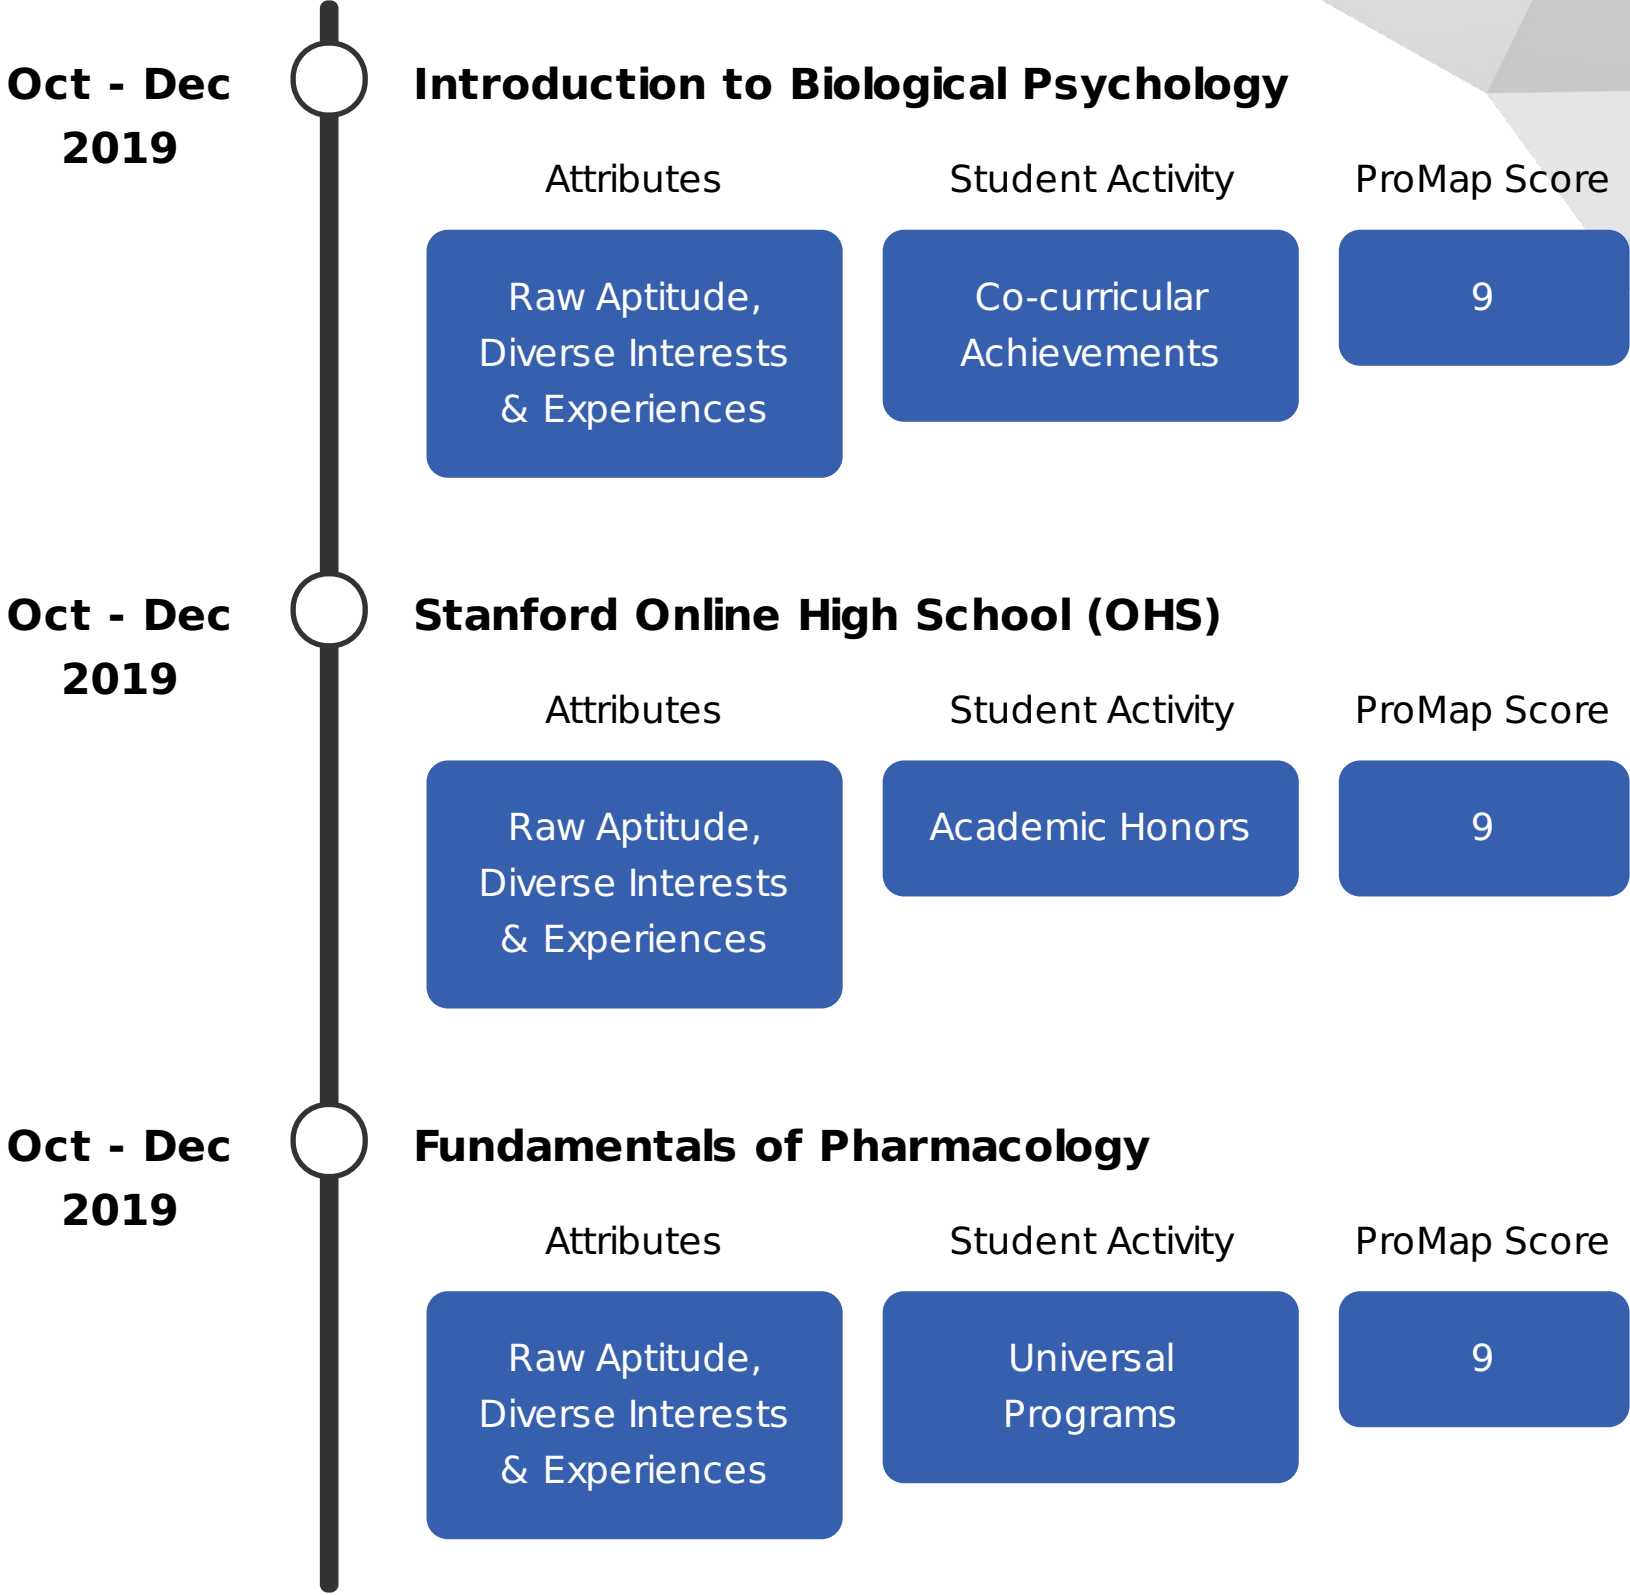 Oct - Dec
2019
Introduction to Biological Psychology
Attributes
Student Activity
ProMap Score
Raw Aptitude,
Diverse Interests
& Experiences
Co-curricular
Achievements
9
Oct - Dec
2019
Stanford Online High School (OHS)
Attributes
Student Activity
ProMap Score
Raw Aptitude,
Diverse Interests
& Experiences
Academic Honors
9
Oct - Dec
2019
Fundamentals of Pharmacology
Attributes
Student Activity
ProMap Score
Raw Aptitude,
Diverse Interests
& Experiences
Universal
Programs
9